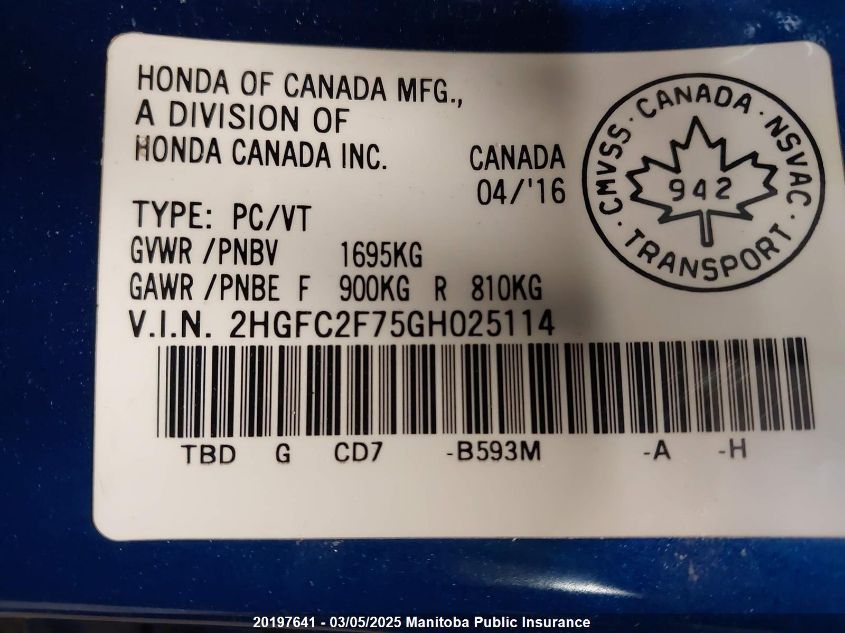 HONDA OF CANADA MFG.,
A DIVISION OF
HONDA CANADA INC.
CANADA
04/'16
TYPE: PC/VT
GVWR /PNBV 1695KG
GAWR /PNBE F 900KG R 810KG
V.I.N. 2HGFC2F75GH025114
TBD G CD7 -B593M -A -H
CMVSS · CANADA · NSVAC
942
· TRANSPORT ·
20197641 - 03/05/2025 Manitoba Public Insurance